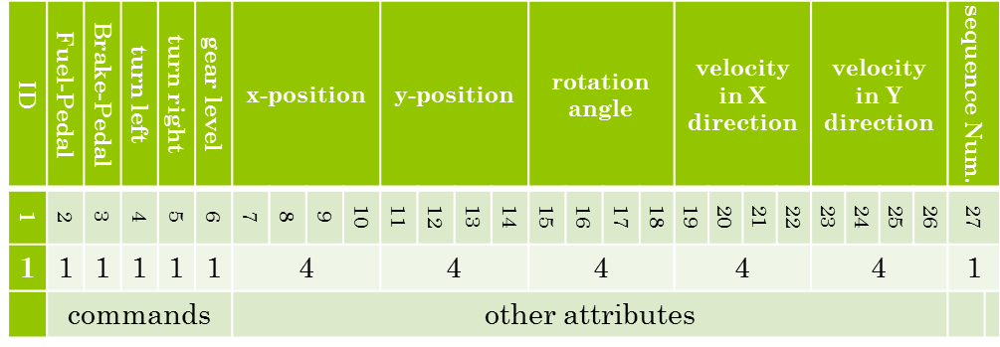 ID
Fuel-Pedal
Brake-Pedal
turn left
turn right
gear level
x-position
y-position
rotation
angle
velocity
in X
direction
velocity
in Y
direction
sequence Num.
1 2 3 4 5 6 7 8 9 10 11 12 13 14 15 16 17 18 19 20 21 22 23 24 25 26 27
1 1 1 1 1 1 4 4 4 4 4 1
commands other attributes